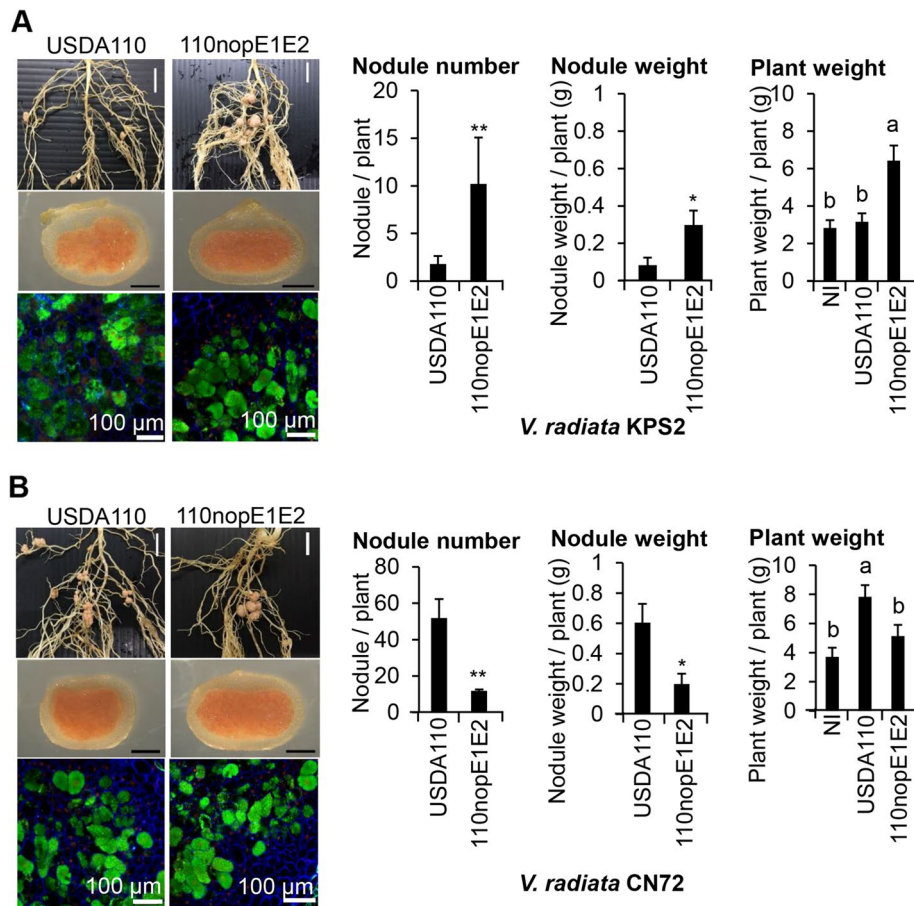 A
USDA110 110nopE1E2
100 µm 100 µm
Nodule number
Nodule / plant
20
15
10
5
0
USDA110
110nopE1E2
**
Nodule weight
Nodule weight / plant (g)
1
0.8
0.6
0.4
0.2
0
USDA110
110nopE1E2
*
Plant weight
Plant weight / plant (g)
10
8
6
4
2
0
b b a
NI
USDA110
110nopE1E2
V. radiata KPS2
B
USDA110 110nopE1E2
100 µm 100 µm
Nodule number
Nodule / plant
80
60
40
20
0
USDA110
110nopE1E2
**
Nodule weight
Nodule weight / plant (g)
1
0.8
0.6
0.4
0.2
0
USDA110
110nopE1E2
*
Plant weight
Plant weight / plant (g)
10
8
6
4
2
0
b a b
NI
USDA110
110nopE1E2
V. radiata CN72